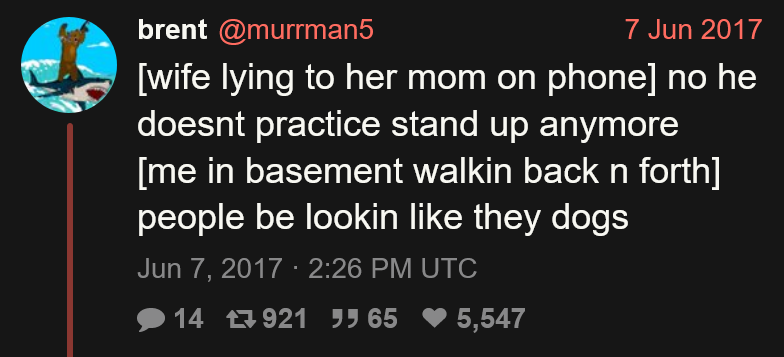 brent @murrman5 7 Jun 2017
[wife lying to her mom on phone] no he
doesnt practice stand up anymore
[me in basement walkin back n forth]
people be lookin like they dogs
Jun 7, 2017 · 2:26 PM UTC
14 921 65 5,547